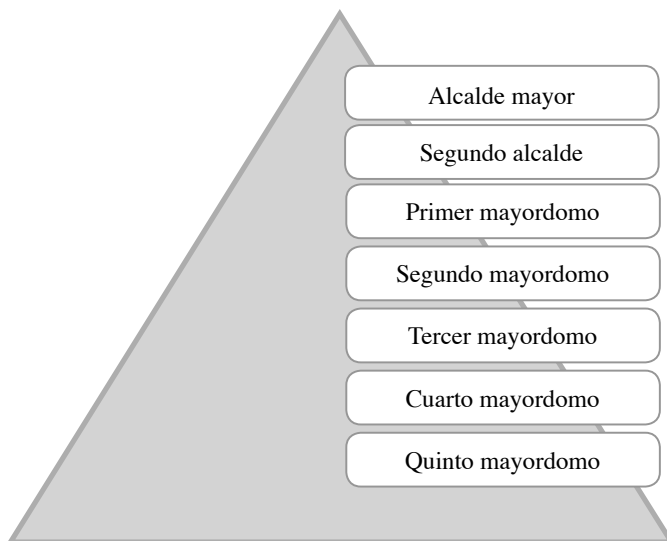 Alcalde mayor
Segundo alcalde
Primer mayordomo
Segundo mayordomo
Tercer mayordomo
Cuarto mayordomo
Quinto mayordomo